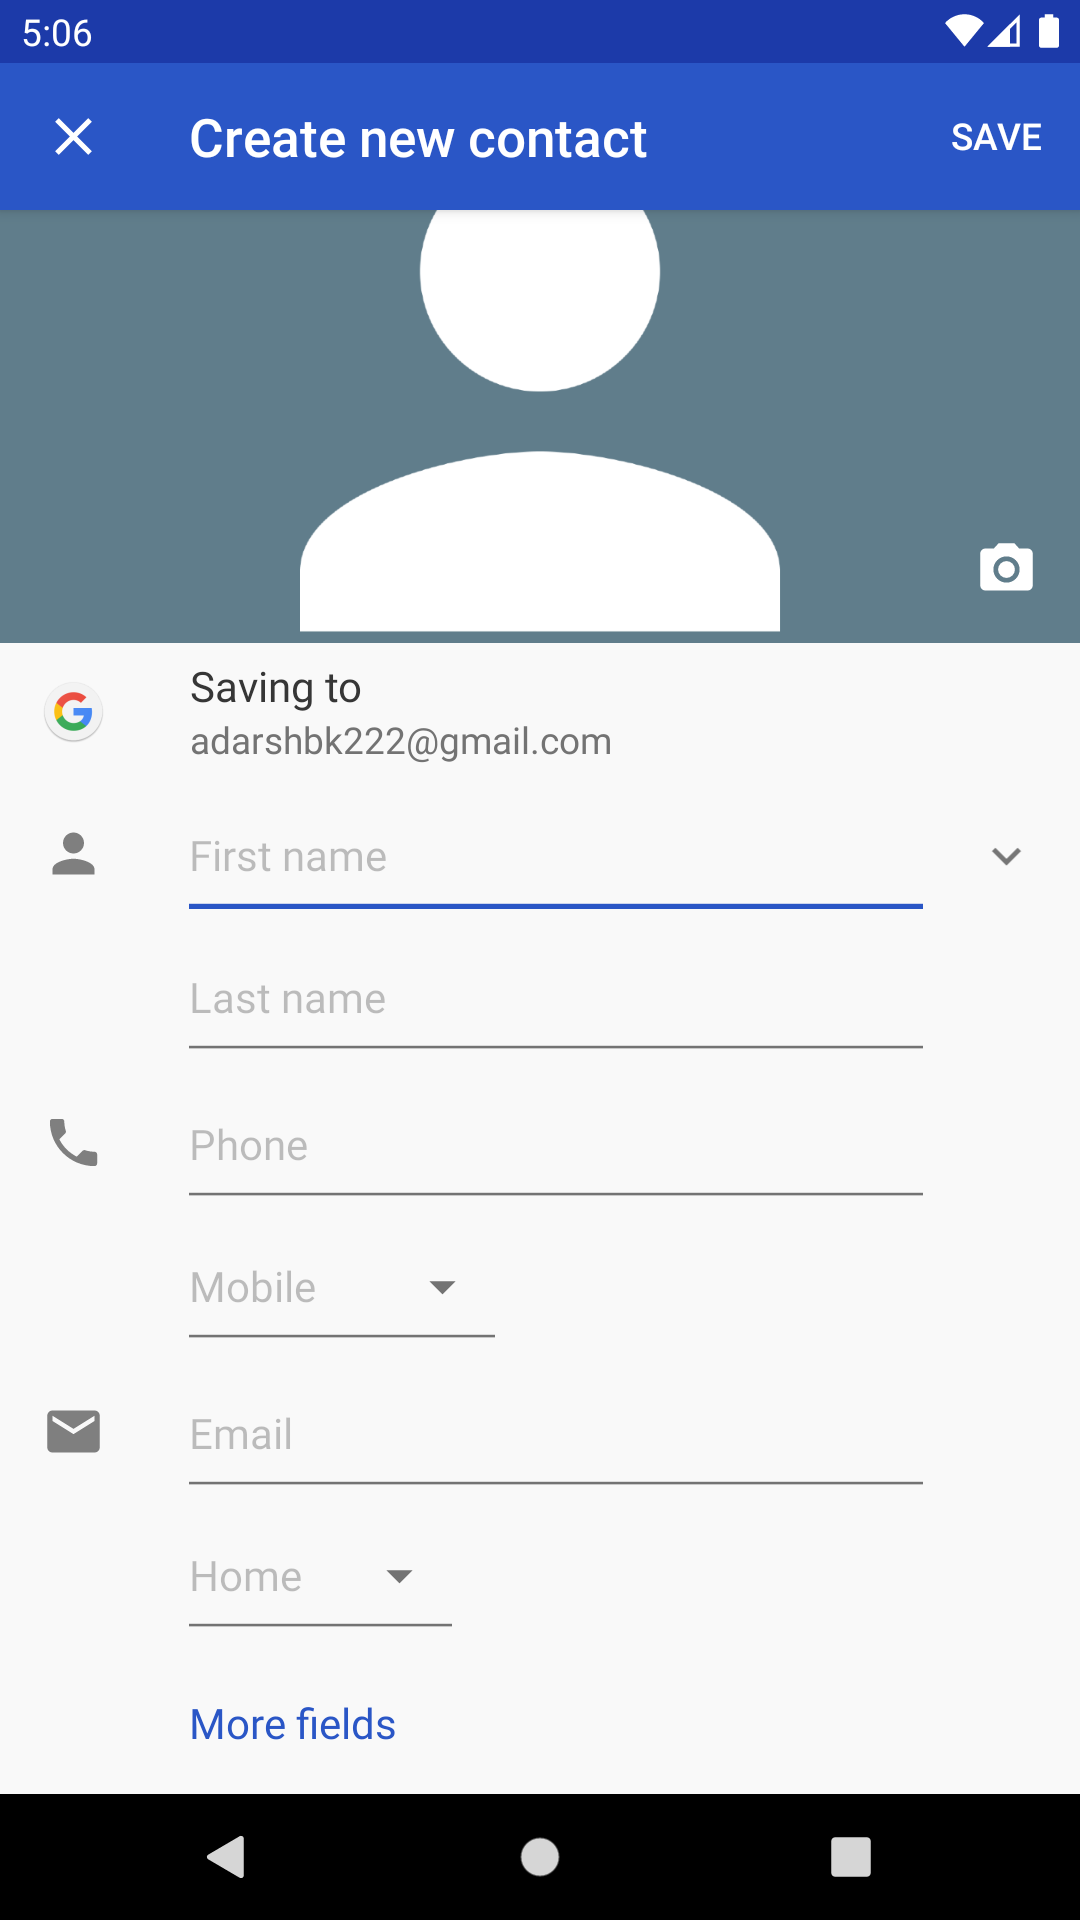 5:06
Create new contact
SAVE
Saving to
adarshbk222@gmail.com
First name
Last name
Phone
Mobile
Email
Home
More fields